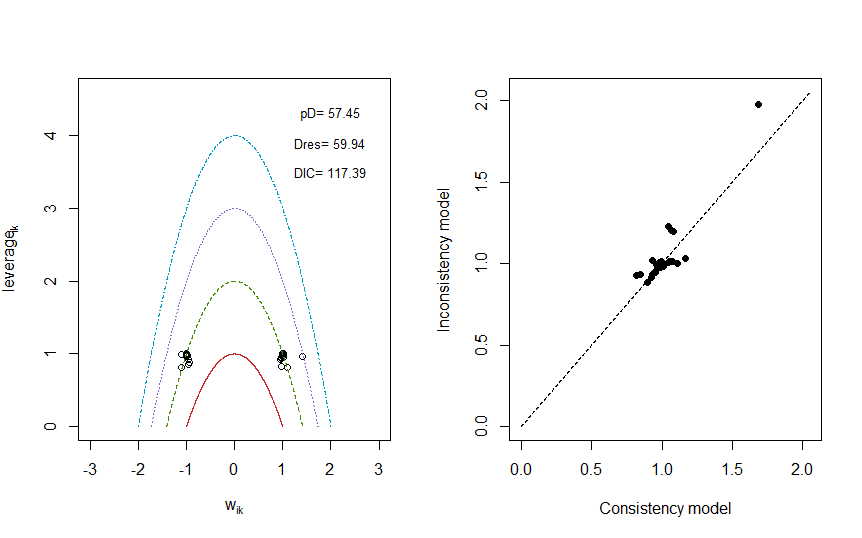 pD= 57.45
Dres= 59.94
DIC= 117.39
leverage_ik
0 1 2 3 4
-3 -2 -1 0 1 2 3
w_ik
Inconsistency model
0.0 0.5 1.0 1.5 2.0
0.0 0.5 1.0 1.5 2.0
Consistency model